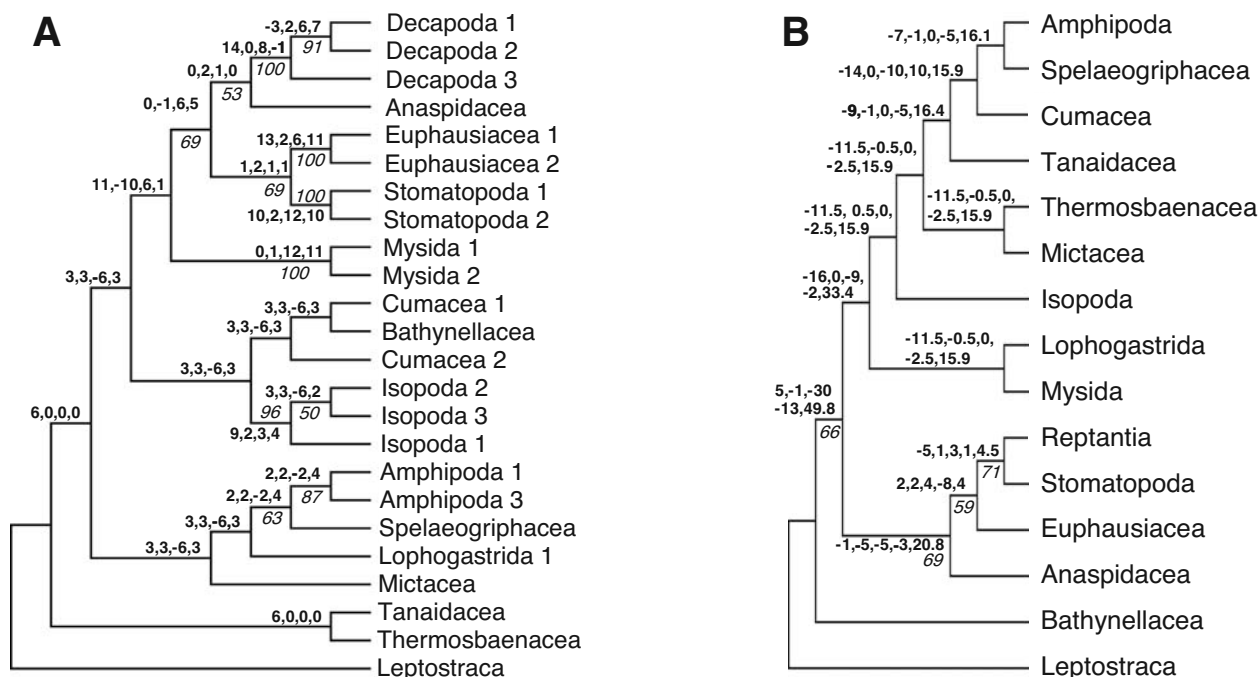 A
-3,2,6,7
Decapoda 1
91
Decapoda 2
14,0,8,-1
100
Decapoda 3
0,2,1,0
53
Anaspidacea
0,-1,6,5
69
13,2,6,11
Euphausiacea 1
100
Euphausiacea 2
1,2,1,1
69
100
Stomatopoda 1
10,2,12,10
Stomatopoda 2
11,-10,6,1
0,1,12,11
Mysida 1
100
Mysida 2
3,3,-6,3
3,3,-6,3
Cumacea 1
3,3,-6,3
Bathynellacea
Cumacea 2
3,3,-6,3
3,3,-6,2
Isopoda 2
96
50
Isopoda 3
9,2,3,4
Isopoda 1
6,0,0,0
2,2,-2,4
Amphipoda 1
87
Amphipoda 3
2,2,-2,4
63
Spelaeogriphacea
3,3,-6,3
Lophogastrida 1
3,3,-6,3
Mictacea
6,0,0,0
Tanaidacea
Thermosbaenacea
Leptostraca
B
-7,-1,0,-5,16.1
Amphipoda
Spelaeogriphacea
-14,0,-10,10,15.9
Cumacea
-9,-1,0,-5,16.4
Tanaidacea
-11.5,-0.5,0,
-2.5,15.9
-11.5,-0.5,0,
-2.5,15.9
Thermosbaenacea
Mictacea
-11.5, 0.5,0,
-2.5,15.9
Isopoda
-16,0,-9,
-2,33.4
-11.5,-0.5,0,
-2.5,15.9
Lophogastrida
Mysida
5,-1,-30
-13,49.8
66
-5,1,3,1,4.5
Reptantia
71
Stomatopoda
2,2,4,-8,4
59
Euphausiacea
-1,-5,-5,-3,20.8
69
Anaspidacea
Bathynellacea
Leptostraca